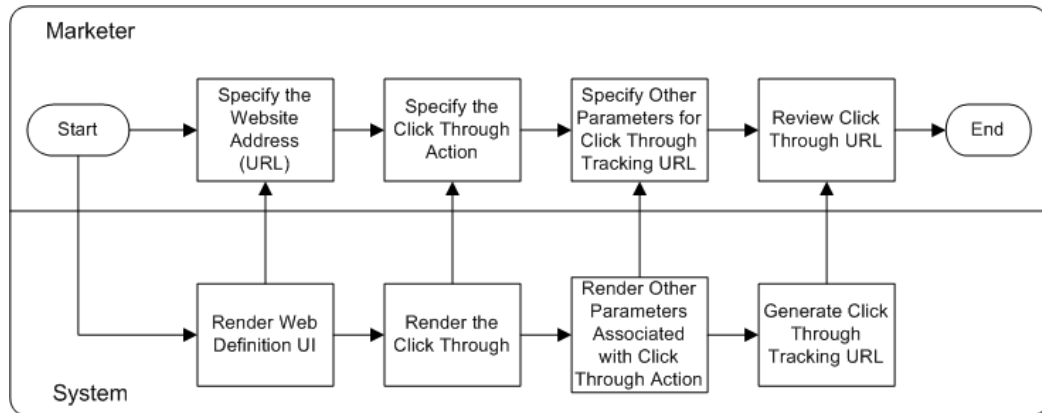 Marketer
Start
Specify the
Website
Address
(URL)
Specify the
Click Through
Action
Specify Other
Parameters for
Click Through
Tracking URL
Review Click
Through URL
End
Render Web
Definition UI
Render the
Click Through
Render Other
Parameters
Associated
with Click
Through Action
Generate Click
Through
Tracking URL
System